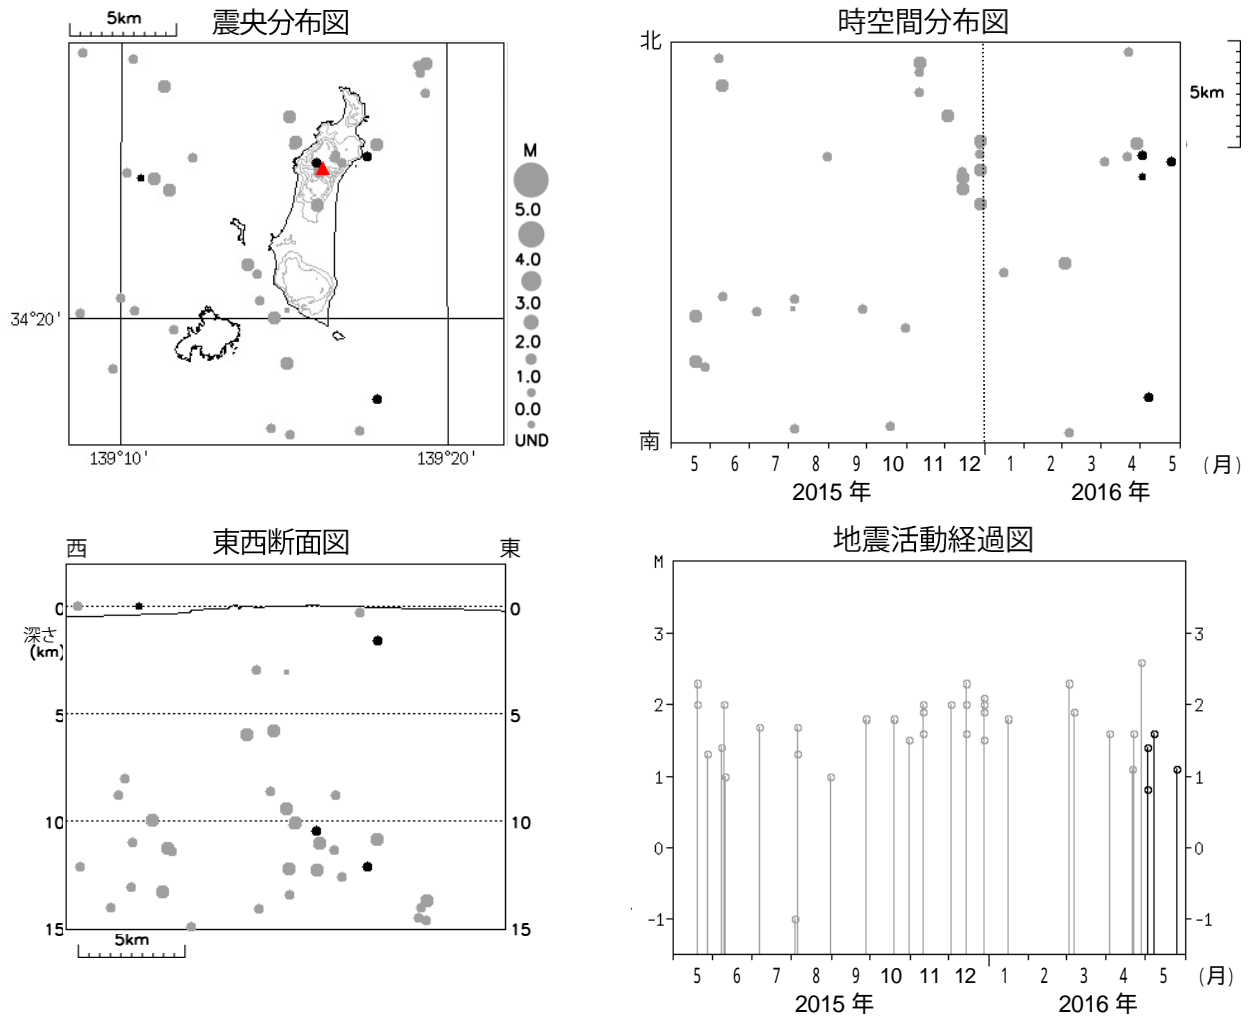 震央分布図
5km
34°20'
139°10'
139°20'
M
5.0
4.0
3.0
2.0
1.0
0.0
UND
時空間分布図
北
南
5km
5 6 7 8 9 10 11 12 1 2 3 4 5 (月)
2015 年 2016 年
東西断面図
西 東
0 0
深さ
(km)
5 5
10 10
15 15
5km
地震活動経過図
M
3 3
2 2
1 1
0 0
-1 -1
5 6 7 8 9 10 11 12 1 2 3 4 5 (月)
2015 年 2016 年